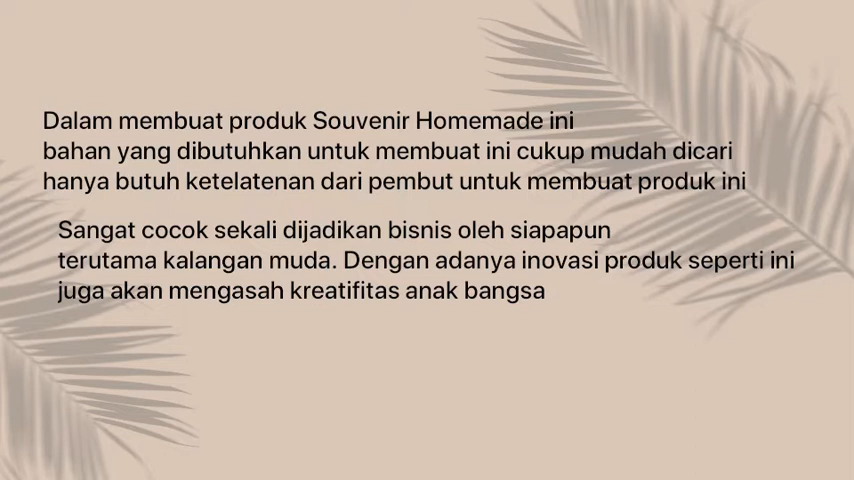 Dalam membuat produk Souvenir Homemade ini
bahan yang dibutuhkan untuk membuat ini cukup mudah dicari
hanya butuh ketelatenan dari pembut untuk membuat produk ini
Sangat cocok sekali dijadikan bisnis oleh siapapun
terutama kalangan muda. Dengan adanya inovasi produk seperti ini
juga akan mengasah kreatifitas anak bangsa